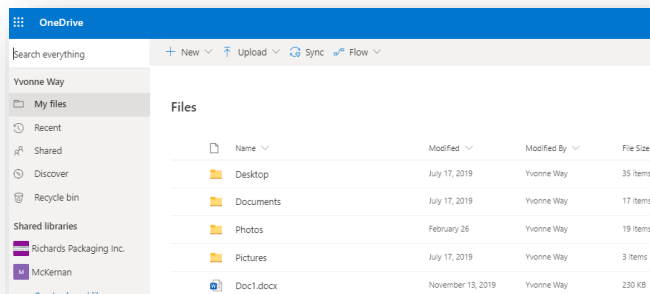 OneDrive
Search everything
New Upload Sync Flow
Yvonne Way
My files
Recent
Shared
Discover
Recycle bin
Shared libraries
Richards Packaging Inc.
M McKernan
Files
Name Modified Modified By File Size
Desktop July 17, 2019 Yvonne Way 35 items
Documents July 17, 2019 Yvonne Way 17 items
Photos February 26 Yvonne Way 19 items
Pictures July 17, 2019 Yvonne Way 3 items
Doc1.docx November 13, 2019 Yvonne Way 230 KB